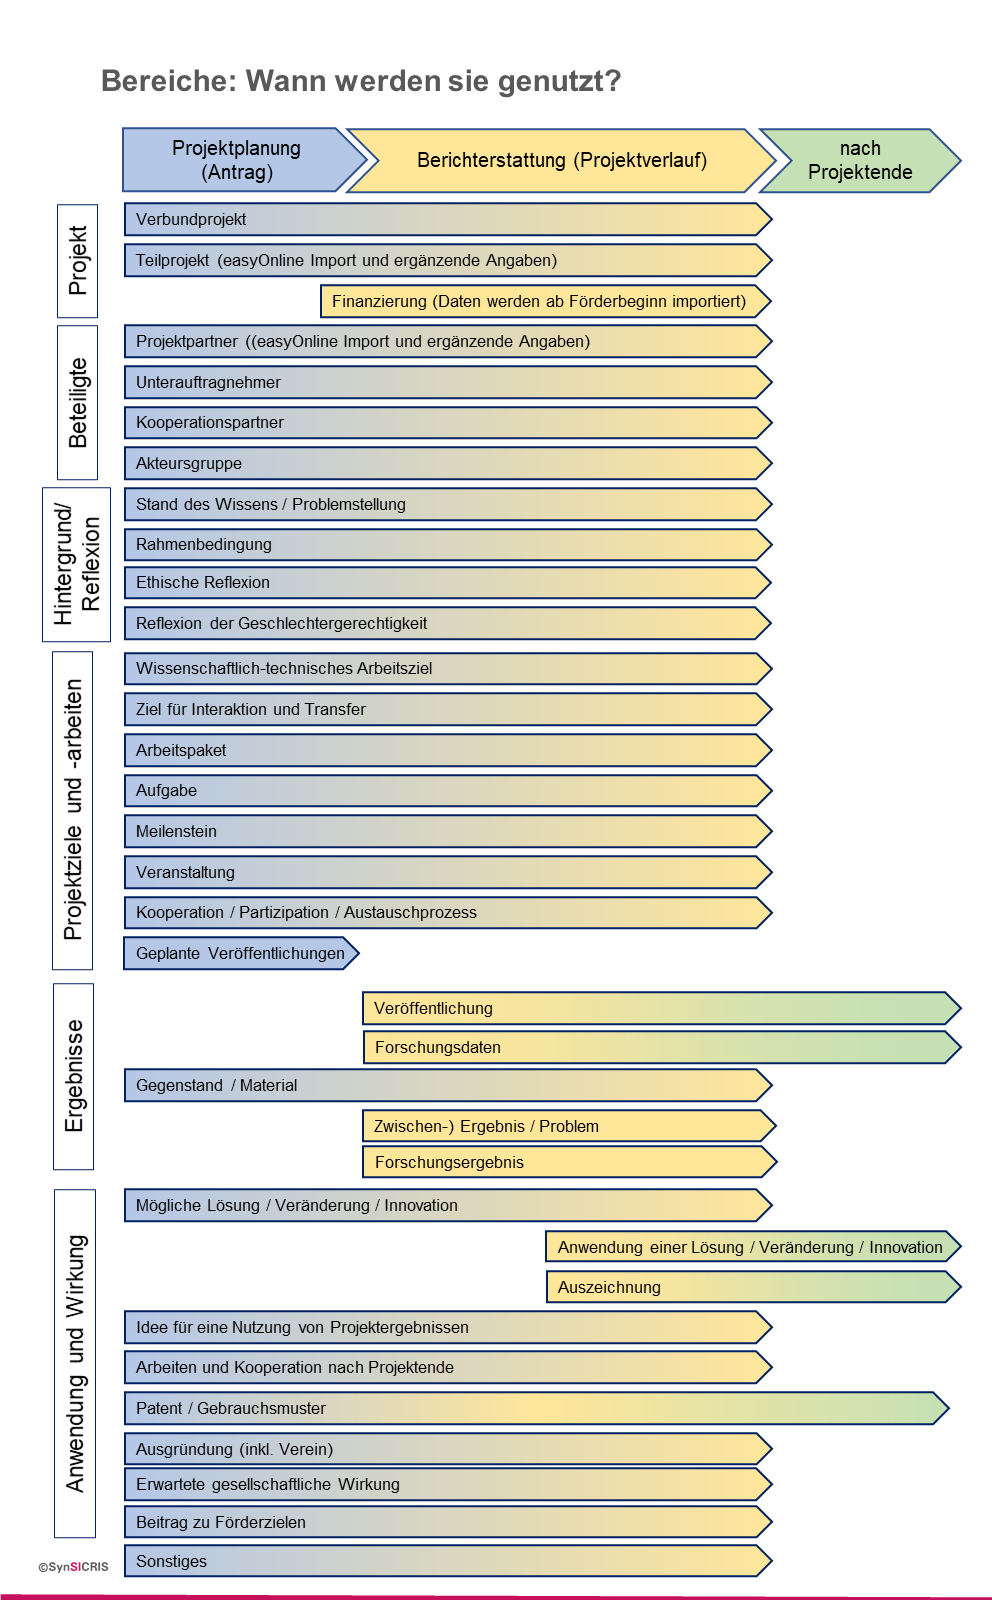 Bereiche: Wann werden sie genutzt?
Projektplanung
(Antrag)
Berichterstattung (Projektverlauf)
nach
Projektende
Projekt
Verbundprojekt
Teilprojekt (easyOnline Import und ergänzende Angaben)
Finanzierung (Daten werden ab Förderbeginn importiert)
Beteiligte
Projektpartner ((easyOnline Import und ergänzende Angaben)
Unterauftragnehmer
Kooperationspartner
Akteursgruppe
Hintergrund/
Reflexion
Stand des Wissens / Problemstellung
Rahmenbedingung
Ethische Reflexion
Reflexion der Geschlechtergerechtigkeit
Projektziele und -arbeiten
Wissenschaftlich-technisches Arbeitsziel
Ziel für Interaktion und Transfer
Arbeitspaket
Aufgabe
Meilenstein
Veranstaltung
Kooperation / Partizipation / Austauschprozess
Geplante Veröffentlichungen
Ergebnisse
Veröffentlichung
Forschungsdaten
Gegenstand / Material
Zwischen-) Ergebnis / Problem
Forschungsergebnis
Anwendung und Wirkung
Mögliche Lösung / Veränderung / Innovation
Anwendung einer Lösung / Veränderung / Innovation
Auszeichnung
Idee für eine Nutzung von Projektergebnissen
Arbeiten und Kooperation nach Projektende
Patent / Gebrauchsmuster
Ausgründung (inkl. Verein)
Erwartete gesellschaftliche Wirkung
Beitrag zu Förderzielen
Sonstiges
©SynSICRIS